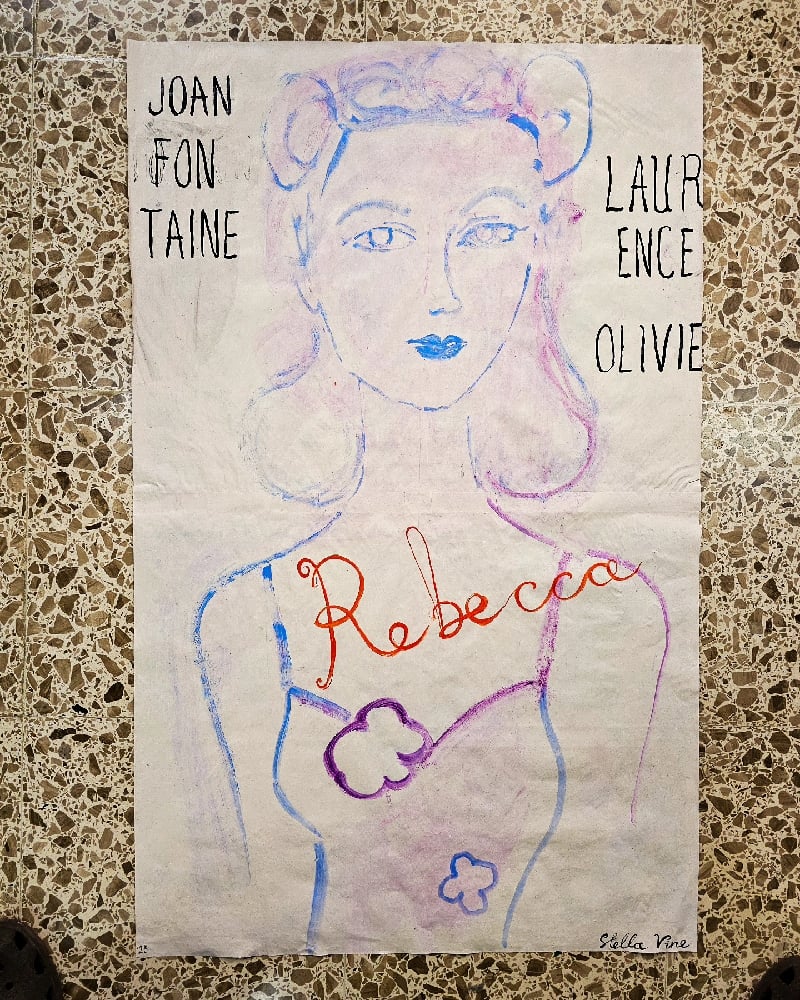 JOAN
FON
TAINE
LAUR
ENCE
OLIVIE
Rebecca
Stella Vine